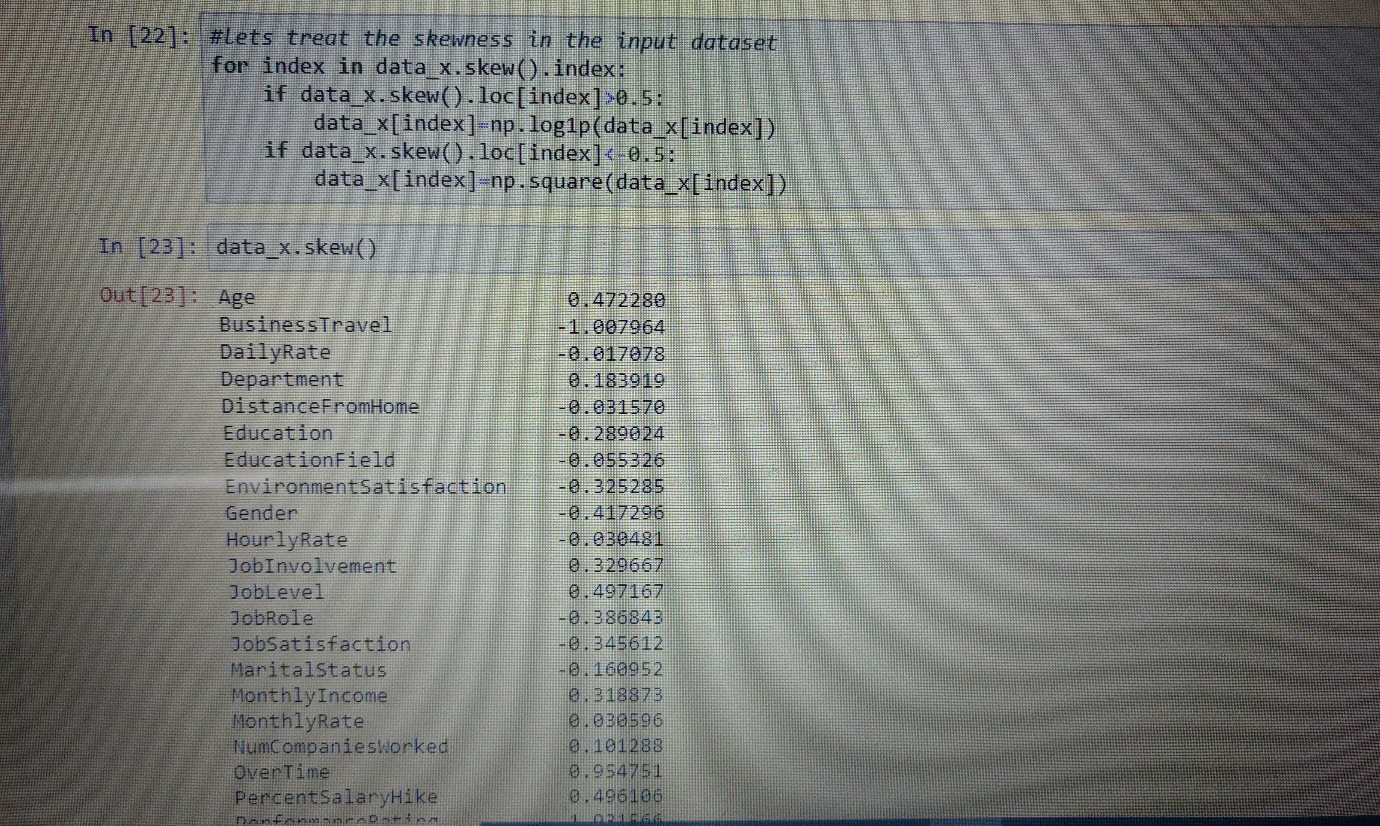 In [22]: #Lets treat the skewness in the input dataset
for index in data_x.skew().index:
    if data_x.skew().loc[index]>0.5:
        data_x[index]=np.log1p(data_x[index])
    if data_x.skew().loc[index]<-0.5:
        data_x[index]=np.square(data_x[index])
In [23]: data_x.skew()
Out[23]: Age 0.472280
BusinessTravel -1.007964
DailyRate -0.017078
Department 0.183919
DistanceFromHome -0.031570
Education -0.289024
EducationField -0.055326
EnvironmentSatisfaction -0.325285
Gender -0.417296
HourlyRate -0.030481
JobInvolvement 0.329667
JobLevel 0.497167
JobRole -0.386843
JobSatisfaction -0.345612
MaritalStatus -0.160952
MonthlyIncome 0.318873
MonthlyRate 0.030596
NumCompaniesWorked 0.101288
OverTime 0.954751
PercentSalaryHike 0.496106